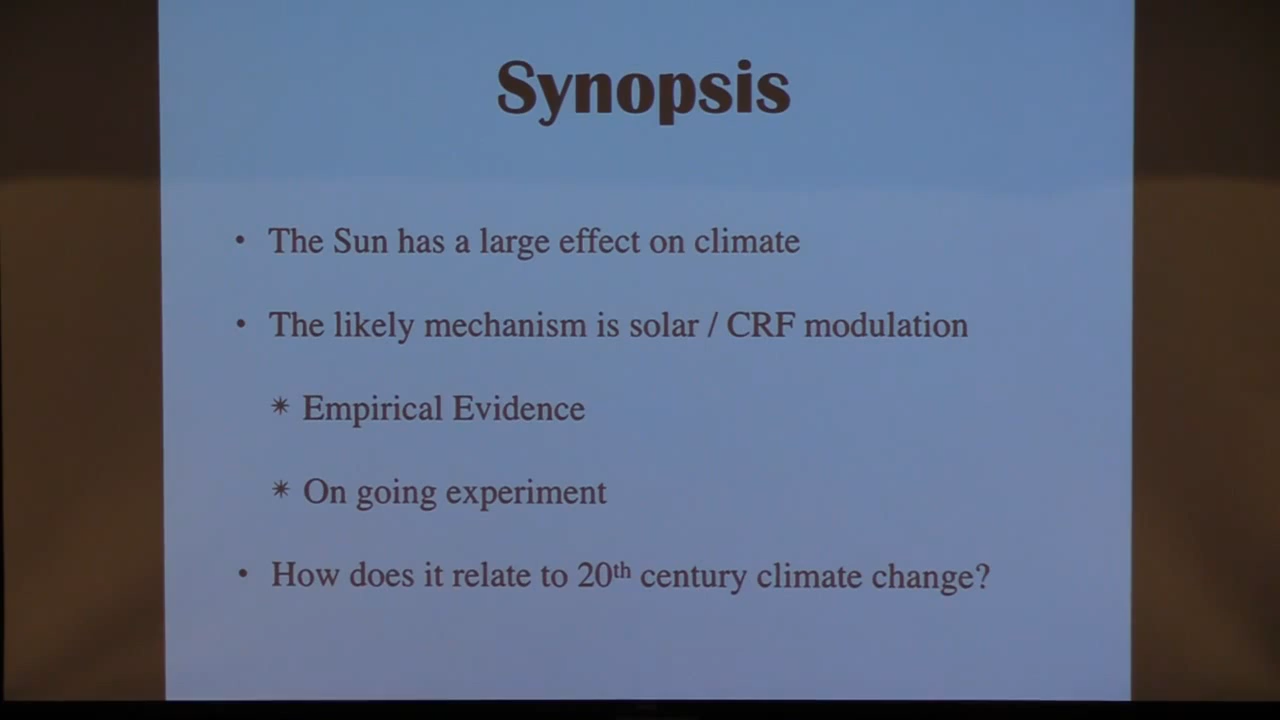 Synopsis
• The Sun has a large effect on climate
• The likely mechanism is solar / CRF modulation
* Empirical Evidence
* On going experiment
• How does it relate to 20th century climate change?